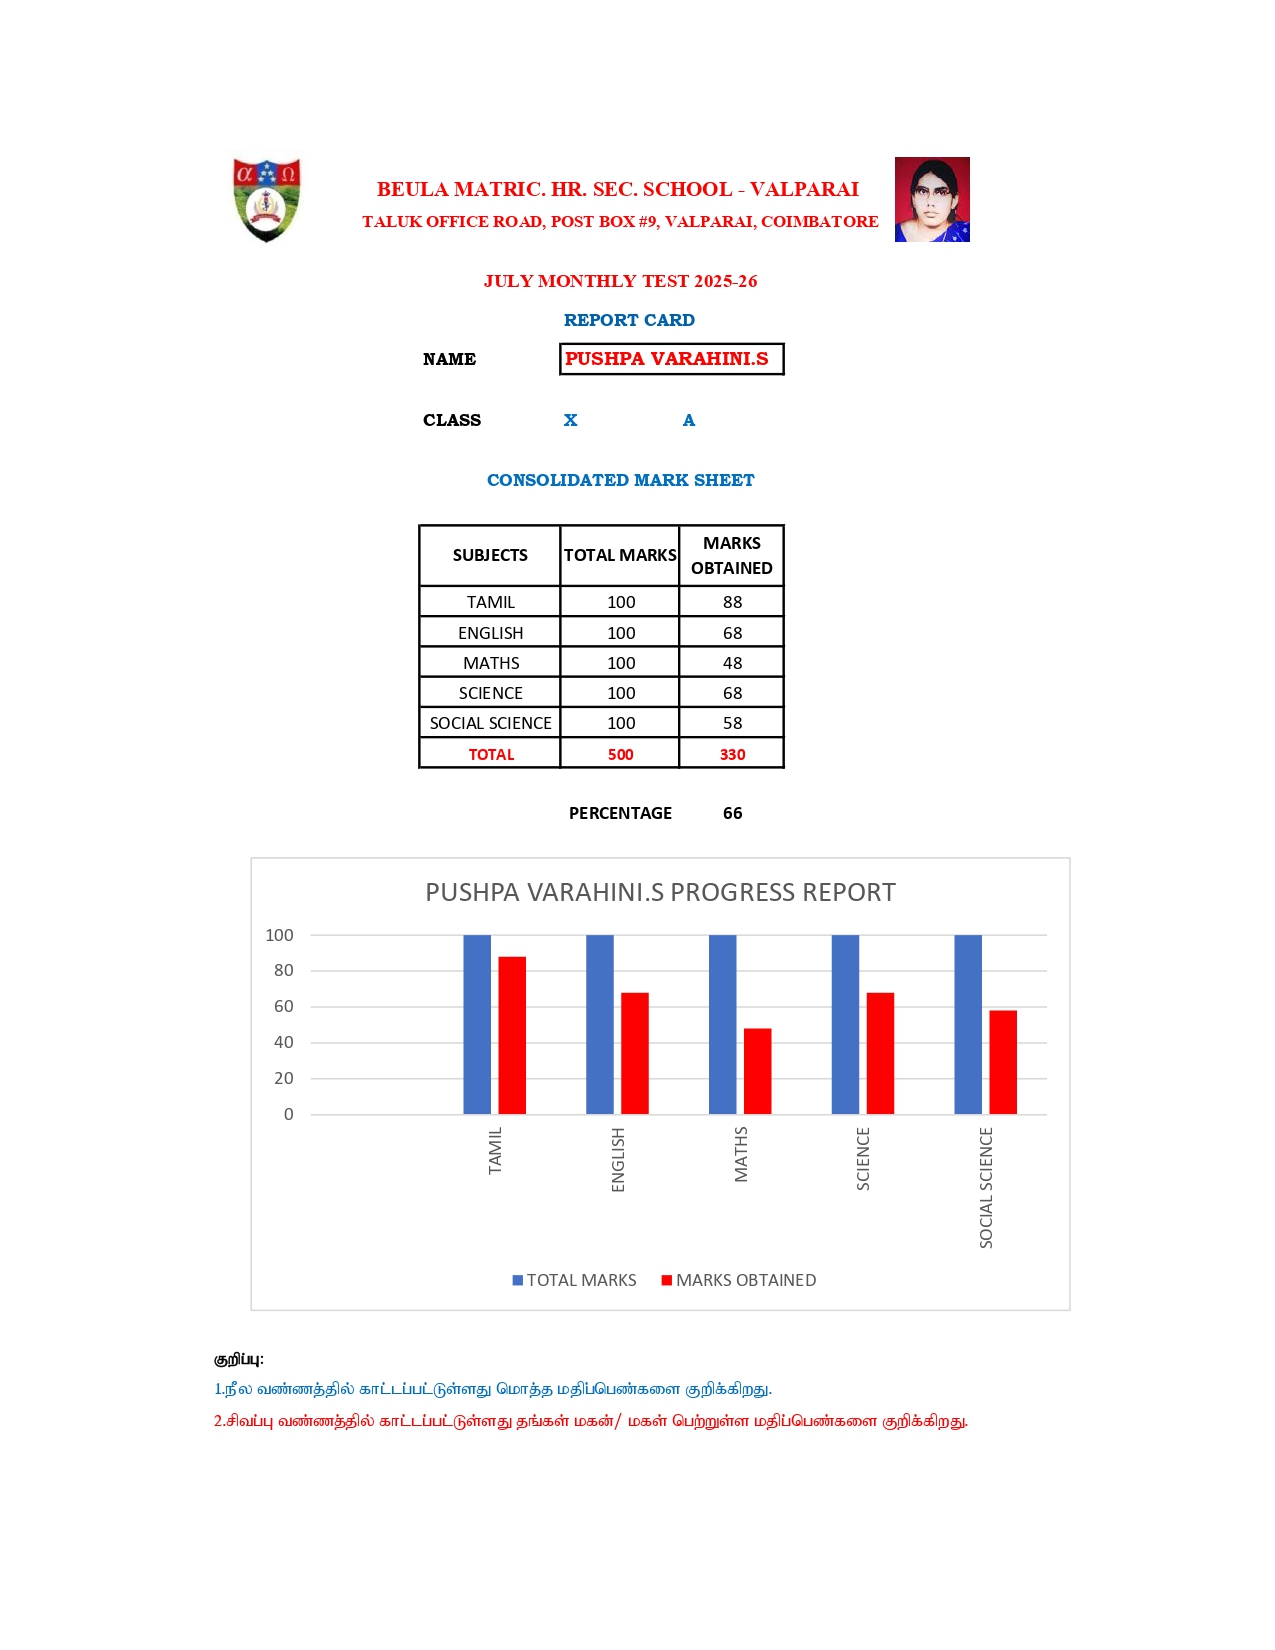 α Ω
BEULA MATRIC. HR. SEC. SCHOOL - VALPARAI
TALUK OFFICE ROAD, POST BOX #9, VALPARAI, COIMBATORE
JULY MONTHLY TEST 2025-26
REPORT CARD
NAME PUSHPA VARAHINI.S
CLASS X A
CONSOLIDATED MARK SHEET
SUBJECTS TOTAL MARKS MARKS OBTAINED
TAMIL 100 88
ENGLISH 100 68
MATHS 100 48
SCIENCE 100 68
SOCIAL SCIENCE 100 58
TOTAL 500 330
PERCENTAGE 66
PUSHPA VARAHINI.S PROGRESS REPORT
100
80
60
40
20
0
TAMIL ENGLISH MATHS SCIENCE SOCIAL SCIENCE
TOTAL MARKS MARKS OBTAINED
குறிப்பு:
1.நீல வண்ணத்தில் காட்டப்பட்டுள்ளது மொத்த மதிப்பெண்களை குறிக்கிறது.
2.சிவப்பு வண்ணத்தில் காட்டப்பட்டுள்ளது தங்கள் மகன்/ மகள் பெற்றுள்ள மதிப்பெண்களை குறிக்கிறது.